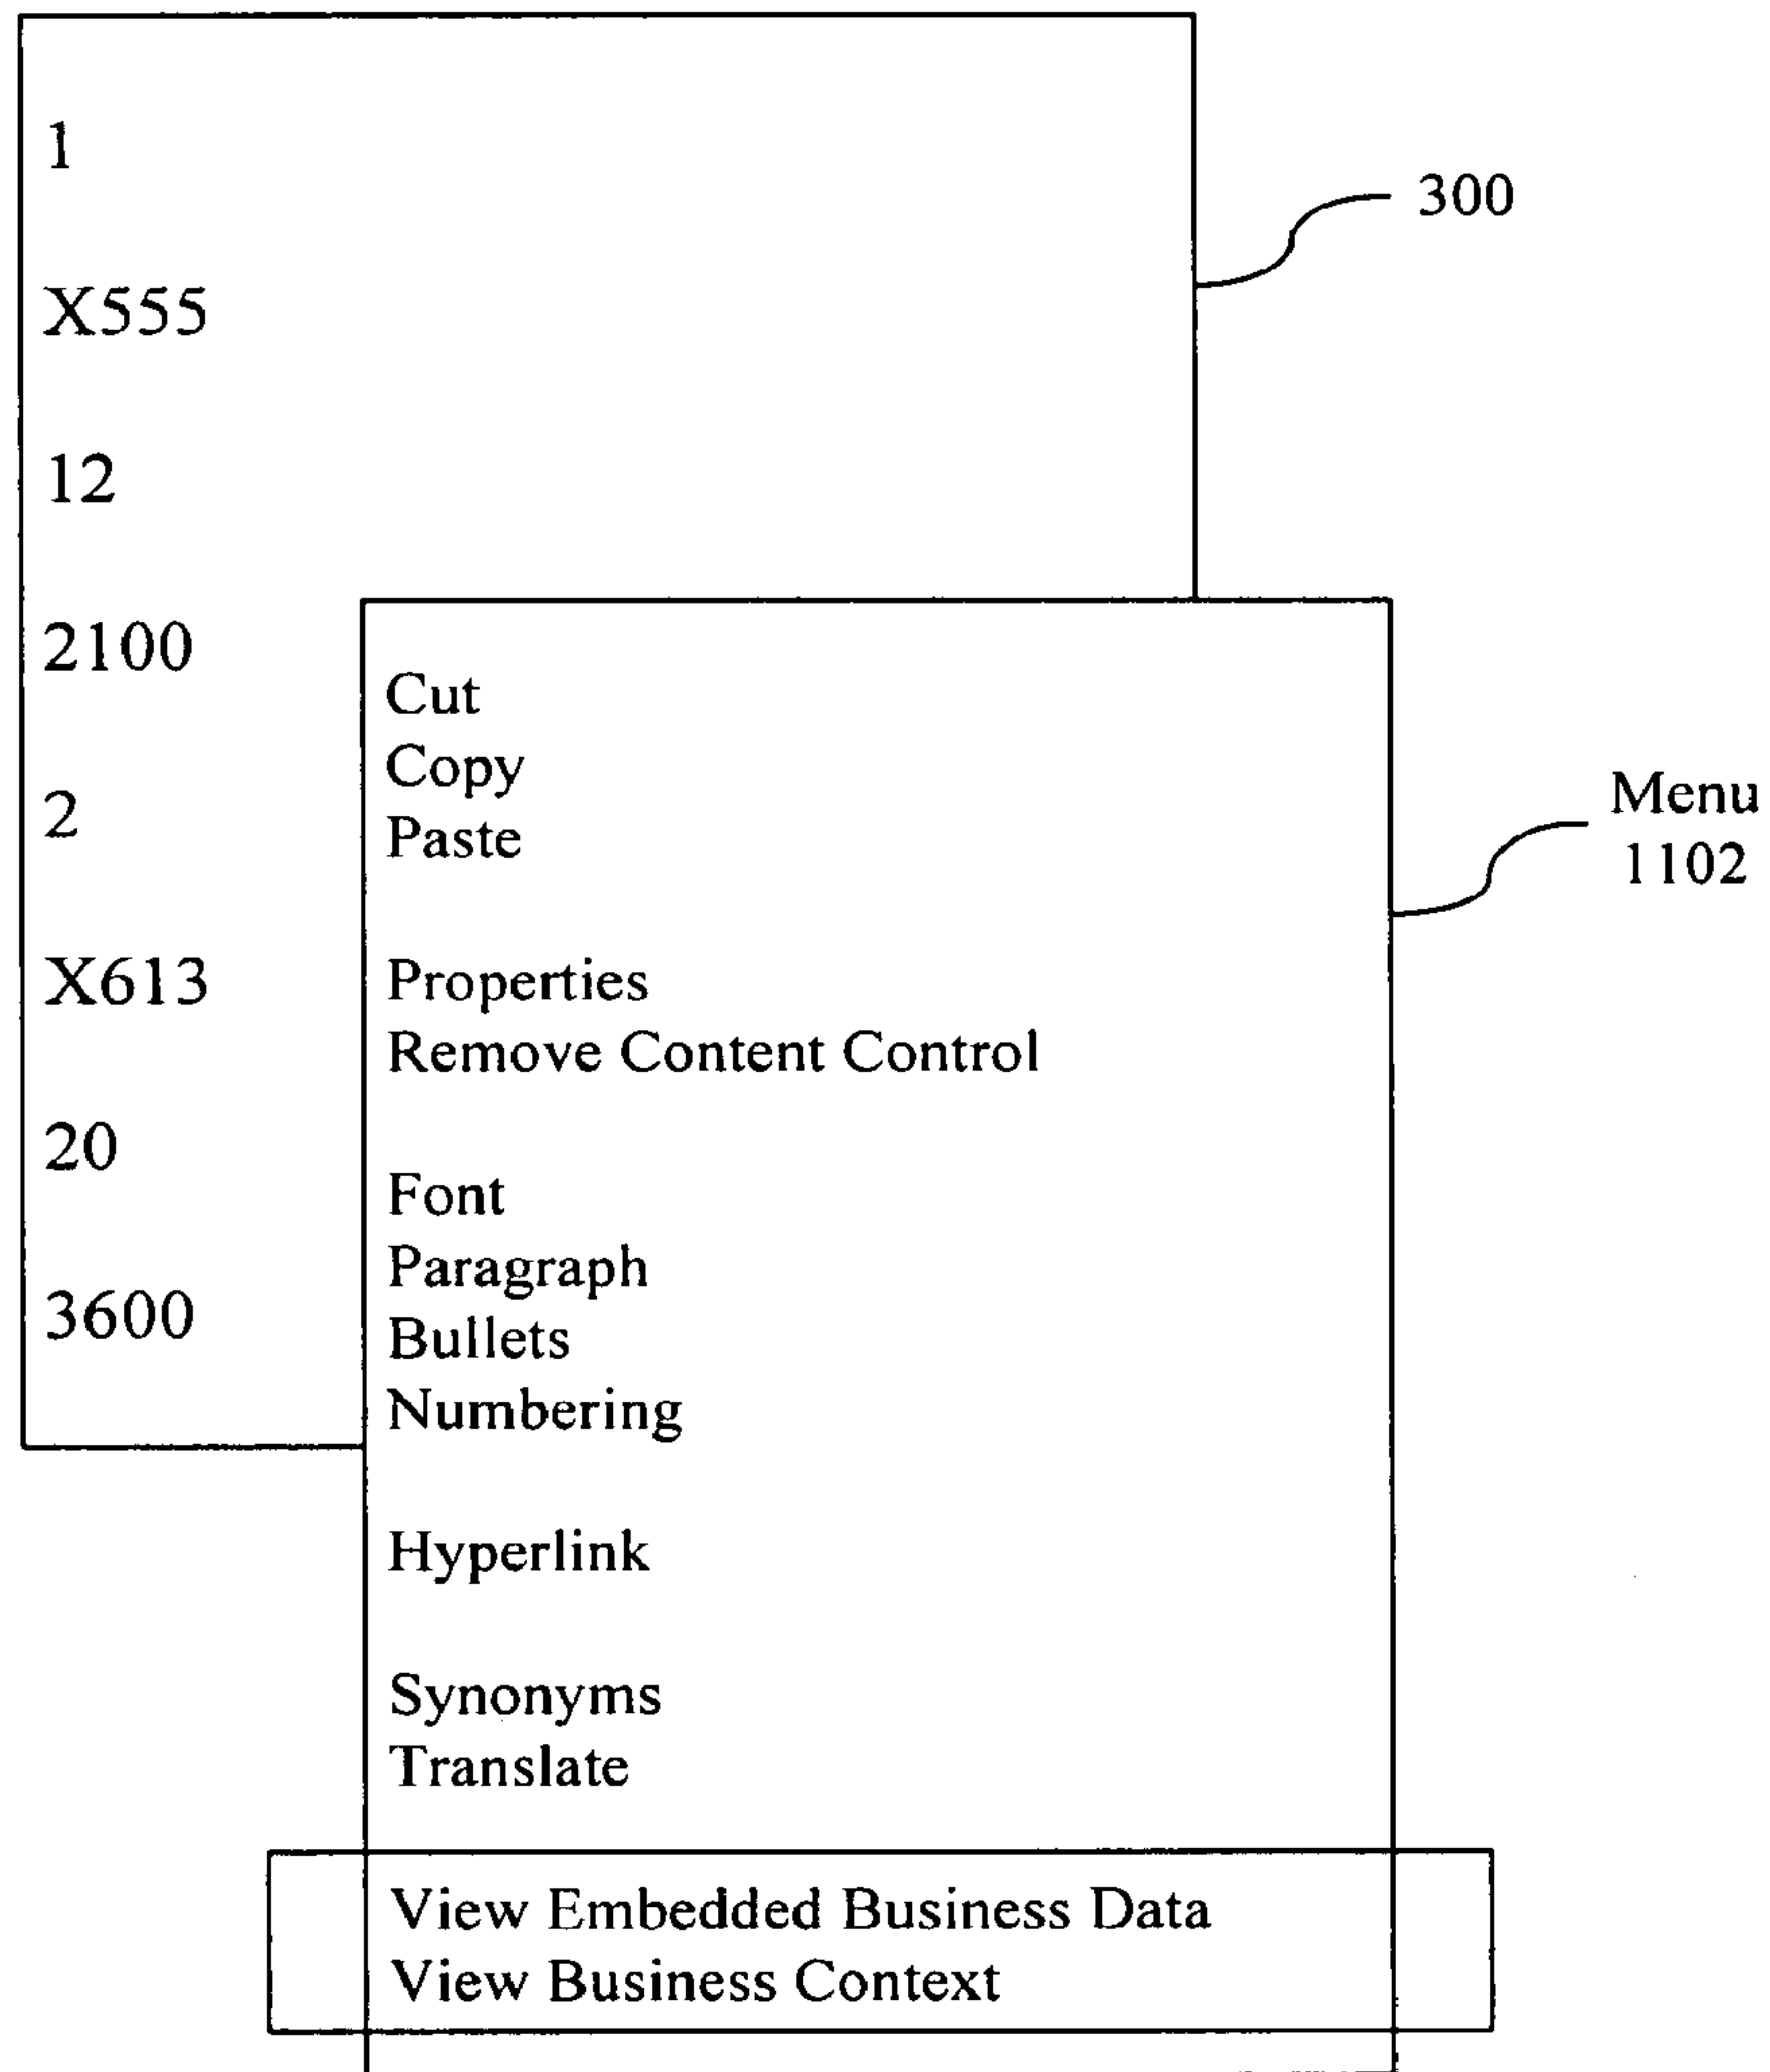 1
X555
12
2100
2
X613
20
3600
300
Cut
Copy
Paste
Properties
Remove Content Control
Font
Paragraph
Bullets
Numbering
Hyperlink
Synonyms
Translate
View Embedded Business Data
View Business Context
Menu
1102